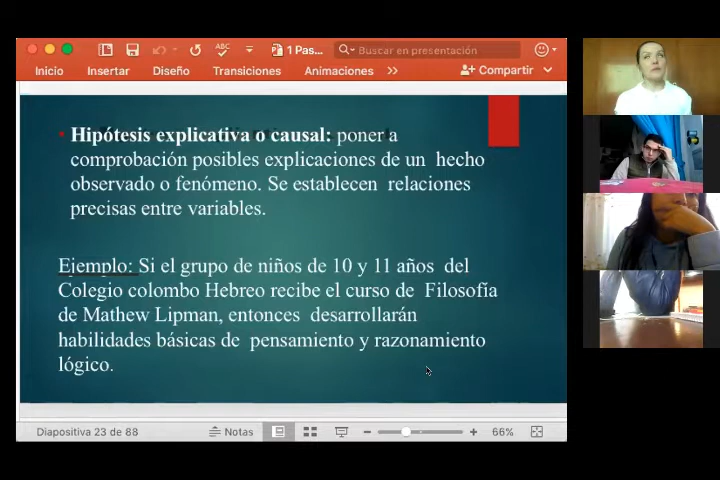 ABC
1 Pas...
Buscar en presentación
Inicio Insertar Diseño Transiciones Animaciones >> Compartir
Hipótesis explicativa o causal: poner a
comprobación posibles explicaciones de un hecho
observado o fenómeno. Se establecen relaciones
precisas entre variables.
Ejemplo: Si el grupo de niños de 10 y 11 años del
Colegio colombo Hebreo recibe el curso de Filosofía
de Mathew Lipman, entonces desarrollarán
habilidades básicas de pensamiento y razonamiento
lógico.
Diapositiva 23 de 88 Notas 66%